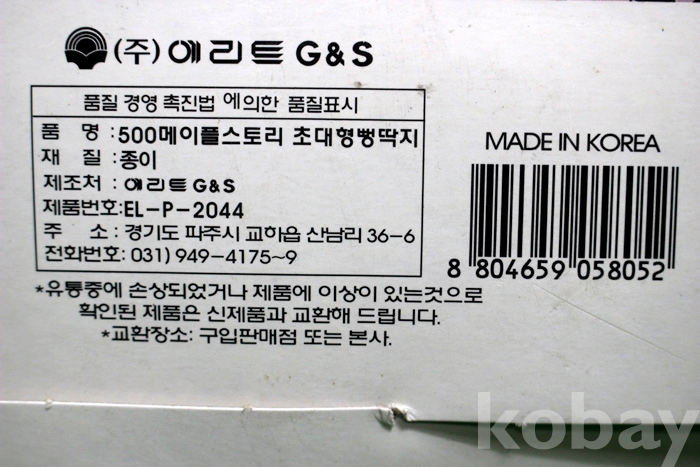 (주)에리트 G&S
품질 경영 촉진법 에의한 품질표시
품 명 : 500메이플스토리 초대형뻥딱지
재 질 : 종이
제조처 : 에리트G&S
제품번호: EL-P-2044
주 소 : 경기도 파주시 교하읍 산남리 36-6
전화번호: 031) 949-4175~9
*유통중에 손상되었거나 제품에 이상이 있는것으로
확인된 제품은 신제품과 교환해 드립니다.
*교환장소: 구입판매점 또는 본사.
MADE IN KOREA
8 804659 058052
kobay